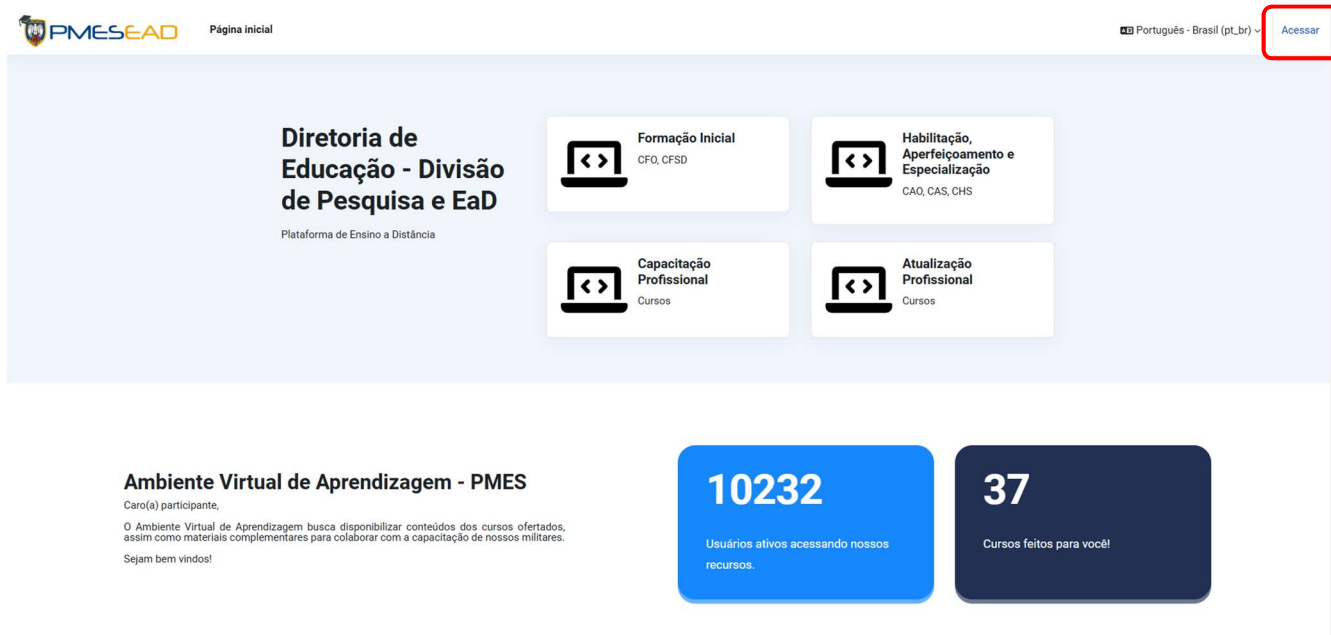 PMESEAD
Página inicial
Português - Brasil (pt_br)
Acessar
Diretoria de
Educação - Divisão
de Pesquisa e EaD
Plataforma de Ensino a Distância
Formação Inicial
CFO, CFSD
Habilitação,
Aperfeiçoamento e
Especialização
CAO, CAS, CHS
Capacitação
Profissional
Cursos
Atualização
Profissional
Cursos
Ambiente Virtual de Aprendizagem - PMES
Caro(a) participante,
O Ambiente Virtual de Aprendizagem busca disponibilizar conteúdos dos cursos ofertados,
assim como materiais complementares para colaborar com a capacitação de nossos militares.
Sejam bem vindos!
10232
Usuários ativos acessando nossos
recursos.
37
Cursos feitos para você!